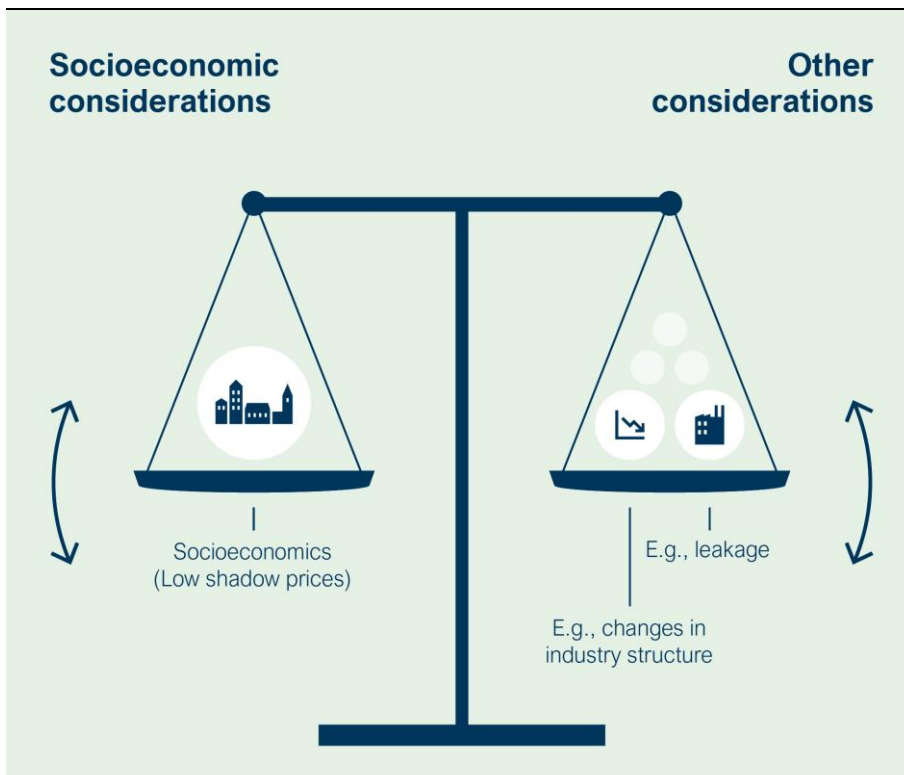 Socioeconomic
considerations
Other
considerations
Socioeconomics
(Low shadow prices)
E.g., leakage
E.g., changes in
industry structure